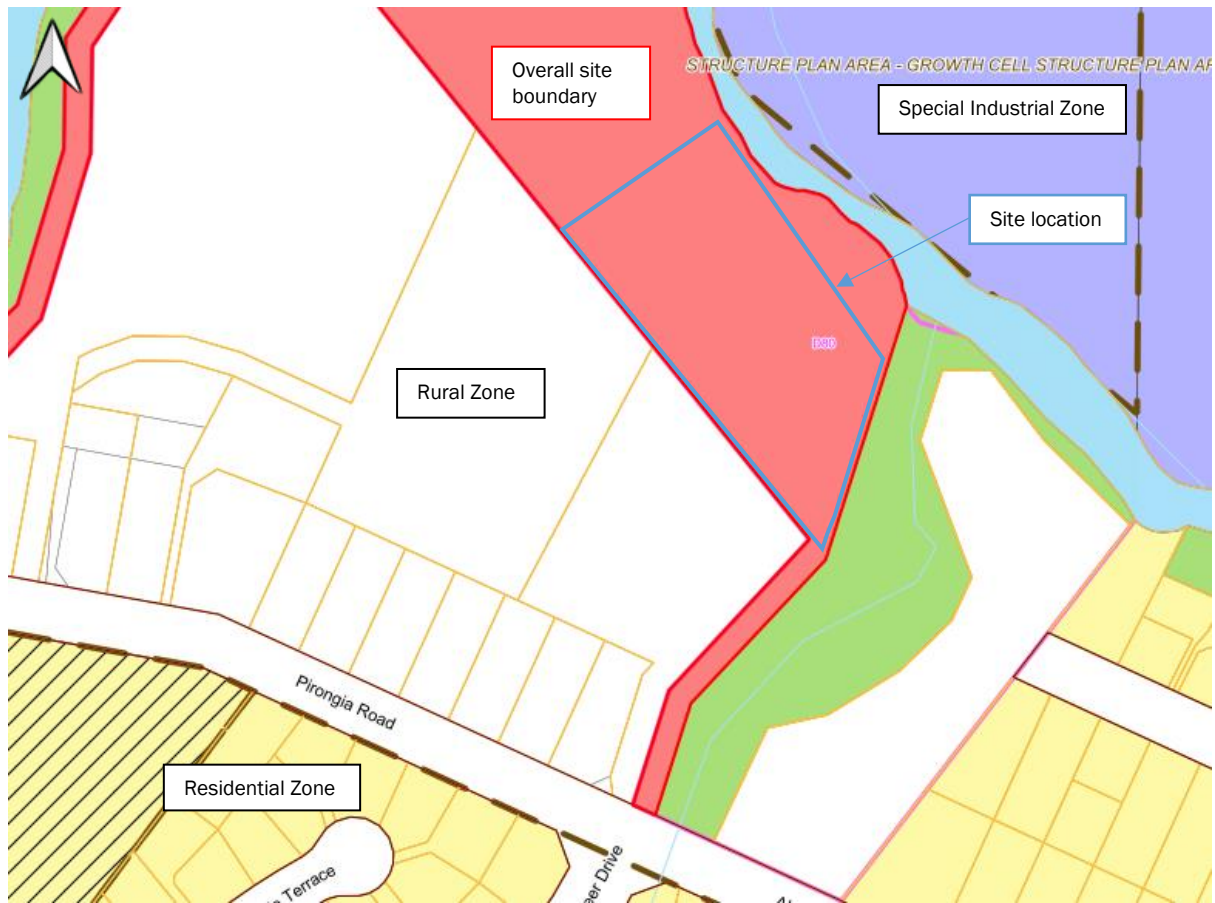 Overall site
boundary
STRUCTURE PLAN AREA - GROWTH CELL STRUCTURE PLAN
Special Industrial Zone
Site location
D90
Rural Zone
Pirongia Road
Residential Zone
Terrace
Drive